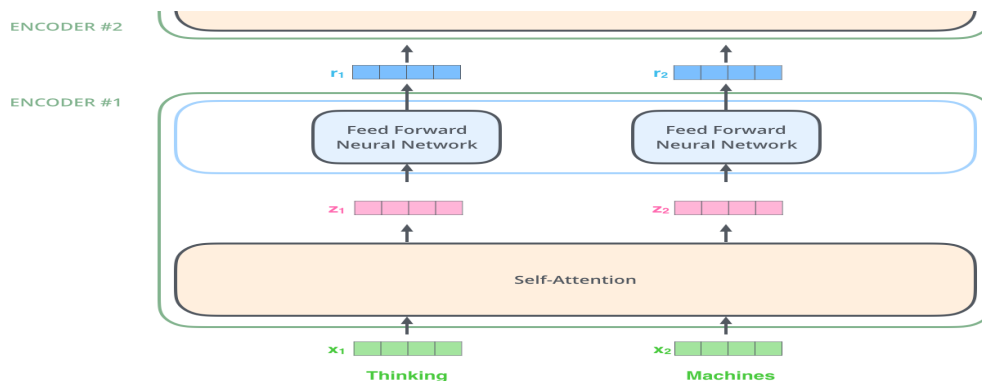 ENCODER #2
r₁
r₂
ENCODER #1
Feed Forward
Neural Network
Feed Forward
Neural Network
z₁
z₂
Self-Attention
x₁
x₂
Thinking
Machines